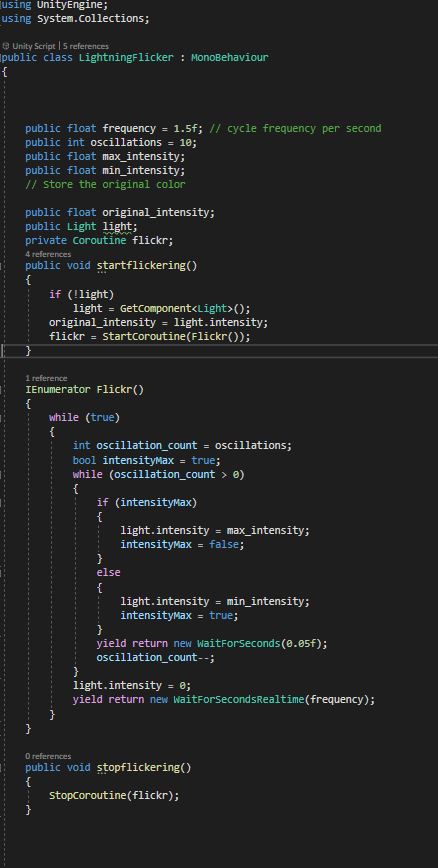 using UnityEngine;
using System.Collections;
Unity Script | 5 references
public class LightningFlicker : MonoBehaviour
{
public float frequency = 1.5f; // cycle frequency per second
public int oscillations = 10;
public float max_intensity;
public float min_intensity;
// Store the original color
public float original_intensity;
public Light light;
private Coroutine flickr;
4 references
public void startflickering()
{
if (!light)
light = GetComponent<Light>();
original_intensity = light.intensity;
flickr = StartCoroutine(Flickr());
}
1 reference
IEnumerator Flickr()
{
while (true)
{
int oscillation_count = oscillations;
bool intensityMax = true;
while (oscillation_count > 0)
{
if (intensityMax)
{
light.intensity = max_intensity;
intensityMax = false;
}
else
{
light.intensity = min_intensity;
intensityMax = true;
}
yield return new WaitForSeconds(0.05f);
oscillation_count--;
}
light.intensity = 0;
yield return new WaitForSecondsRealtime(frequency);
}
}
0 references
public void stopflickering()
{
StopCoroutine(flickr);
}